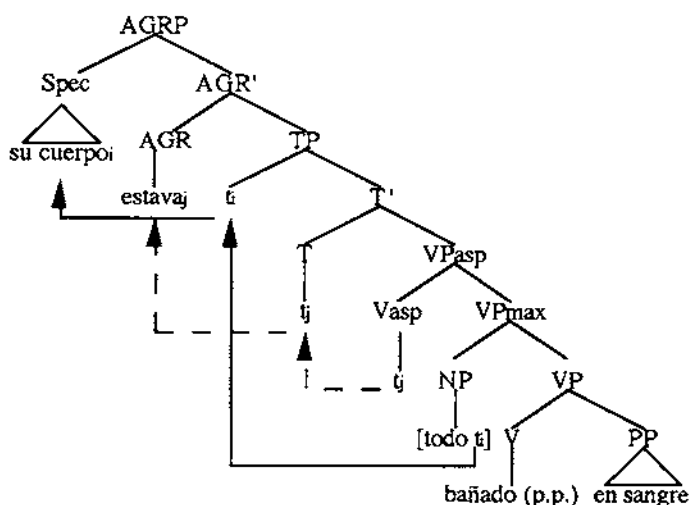 AGRP
Spec AGR'
AGR TP
su cuerpoi
estavaj ti T'
T VPasp
tj Vasp VPmax
tj NP VP
[todo ti] V PP
bañado (p.p.) en sangre